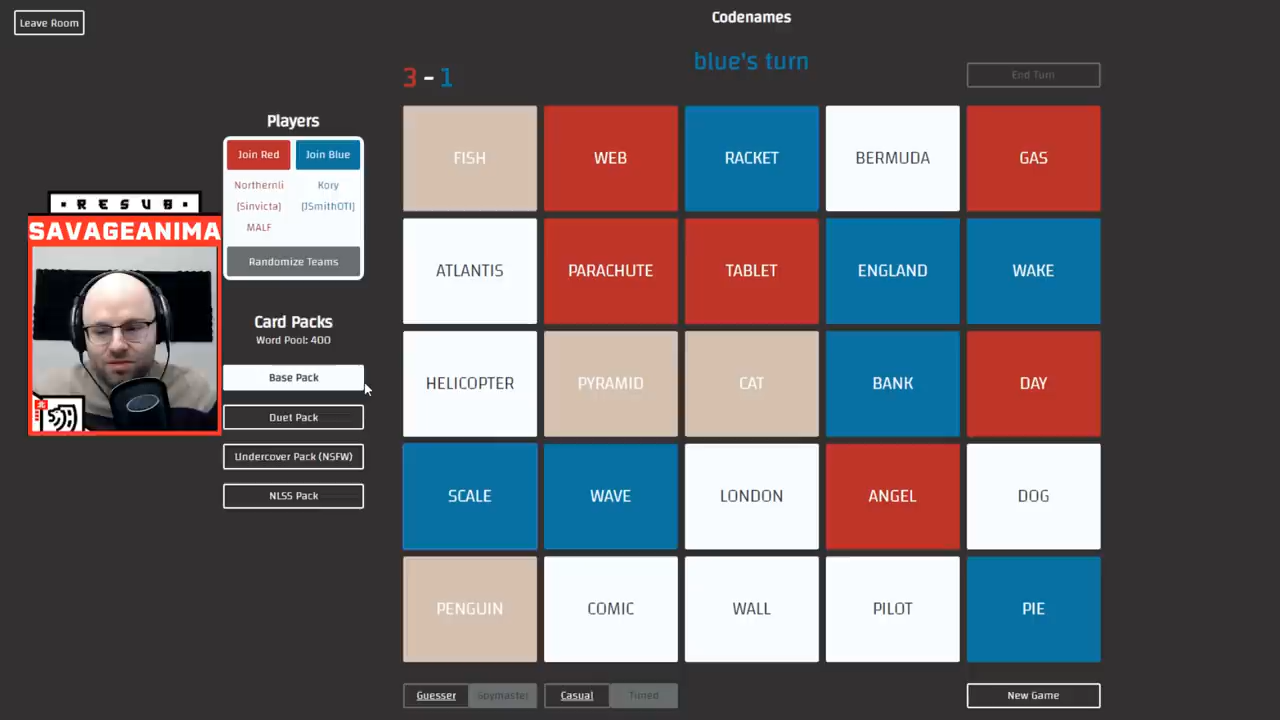 Leave Room
Codenames
3 - 1
blue's turn
End Turn
Players
Join Red
Join Blue
Northernli
Kory
[Sinvicta]
[JSmithOTI]
MALF
Randomize Teams
RESUB
SAVAGEANIMA
Card Packs
Word Pool: 400
Base Pack
Duet Pack
Undercover Pack (NSFW)
NLSS Pack
FISH
WEB
RACKET
BERMUDA
GAS
ATLANTIS
PARACHUTE
TABLET
ENGLAND
WAKE
HELICOPTER
PYRAMID
CAT
BANK
DAY
SCALE
WAVE
LONDON
ANGEL
DOG
PENGUIN
COMIC
WALL
PILOT
PIE
Guesser
Spymaster
Casual
Timed
New Game